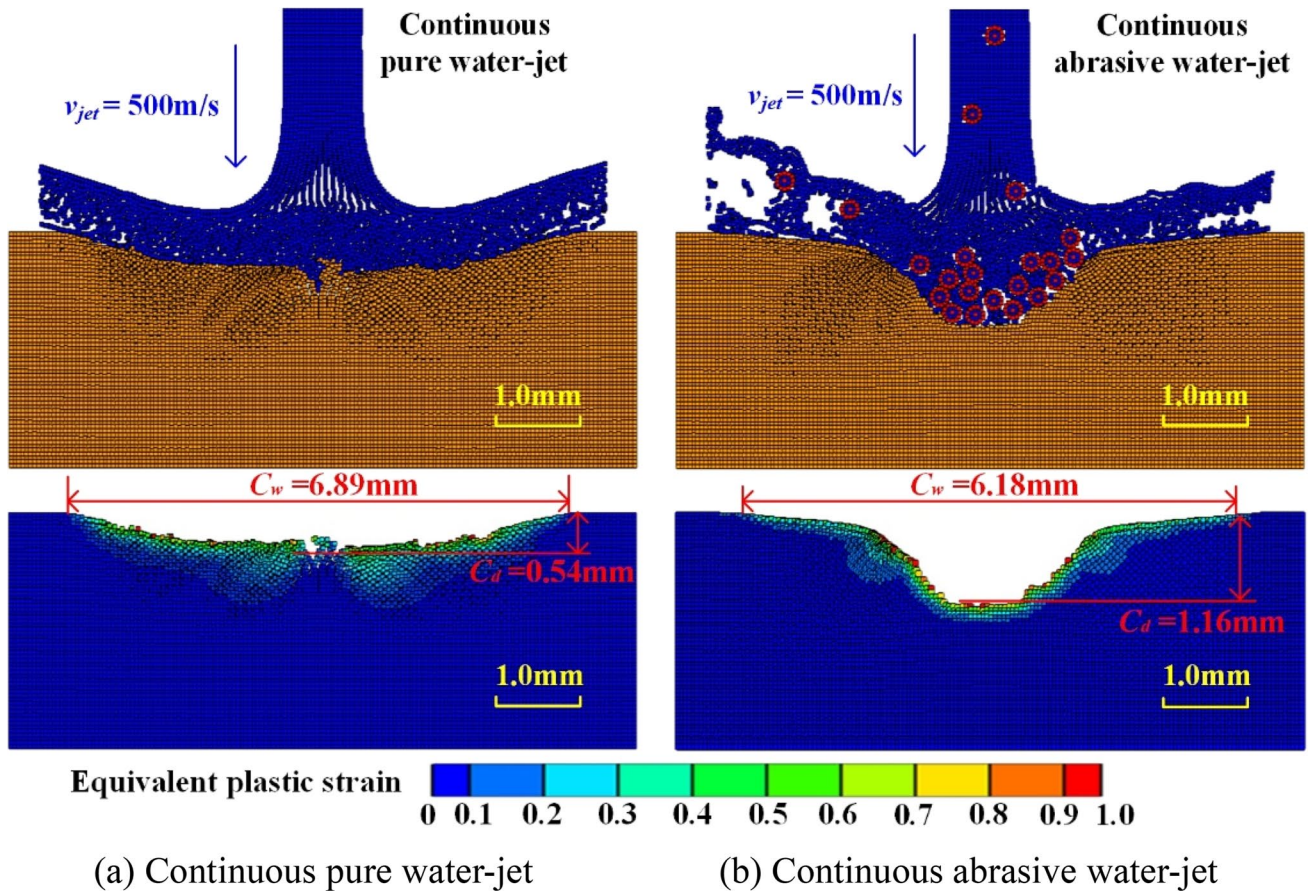 Continuous
pure water-jet
v_jet = 500m/s
1.0mm
C_w =6.89mm
C_d =0.54mm
1.0mm
Continuous
abrasive water-jet
v_jet = 500m/s
1.0mm
C_w =6.18mm
C_d =1.16mm
1.0mm
Equivalent plastic strain
0 0.1 0.2 0.3 0.4 0.5 0.6 0.7 0.8 0.9 1.0
(a) Continuous pure water-jet
(b) Continuous abrasive water-jet